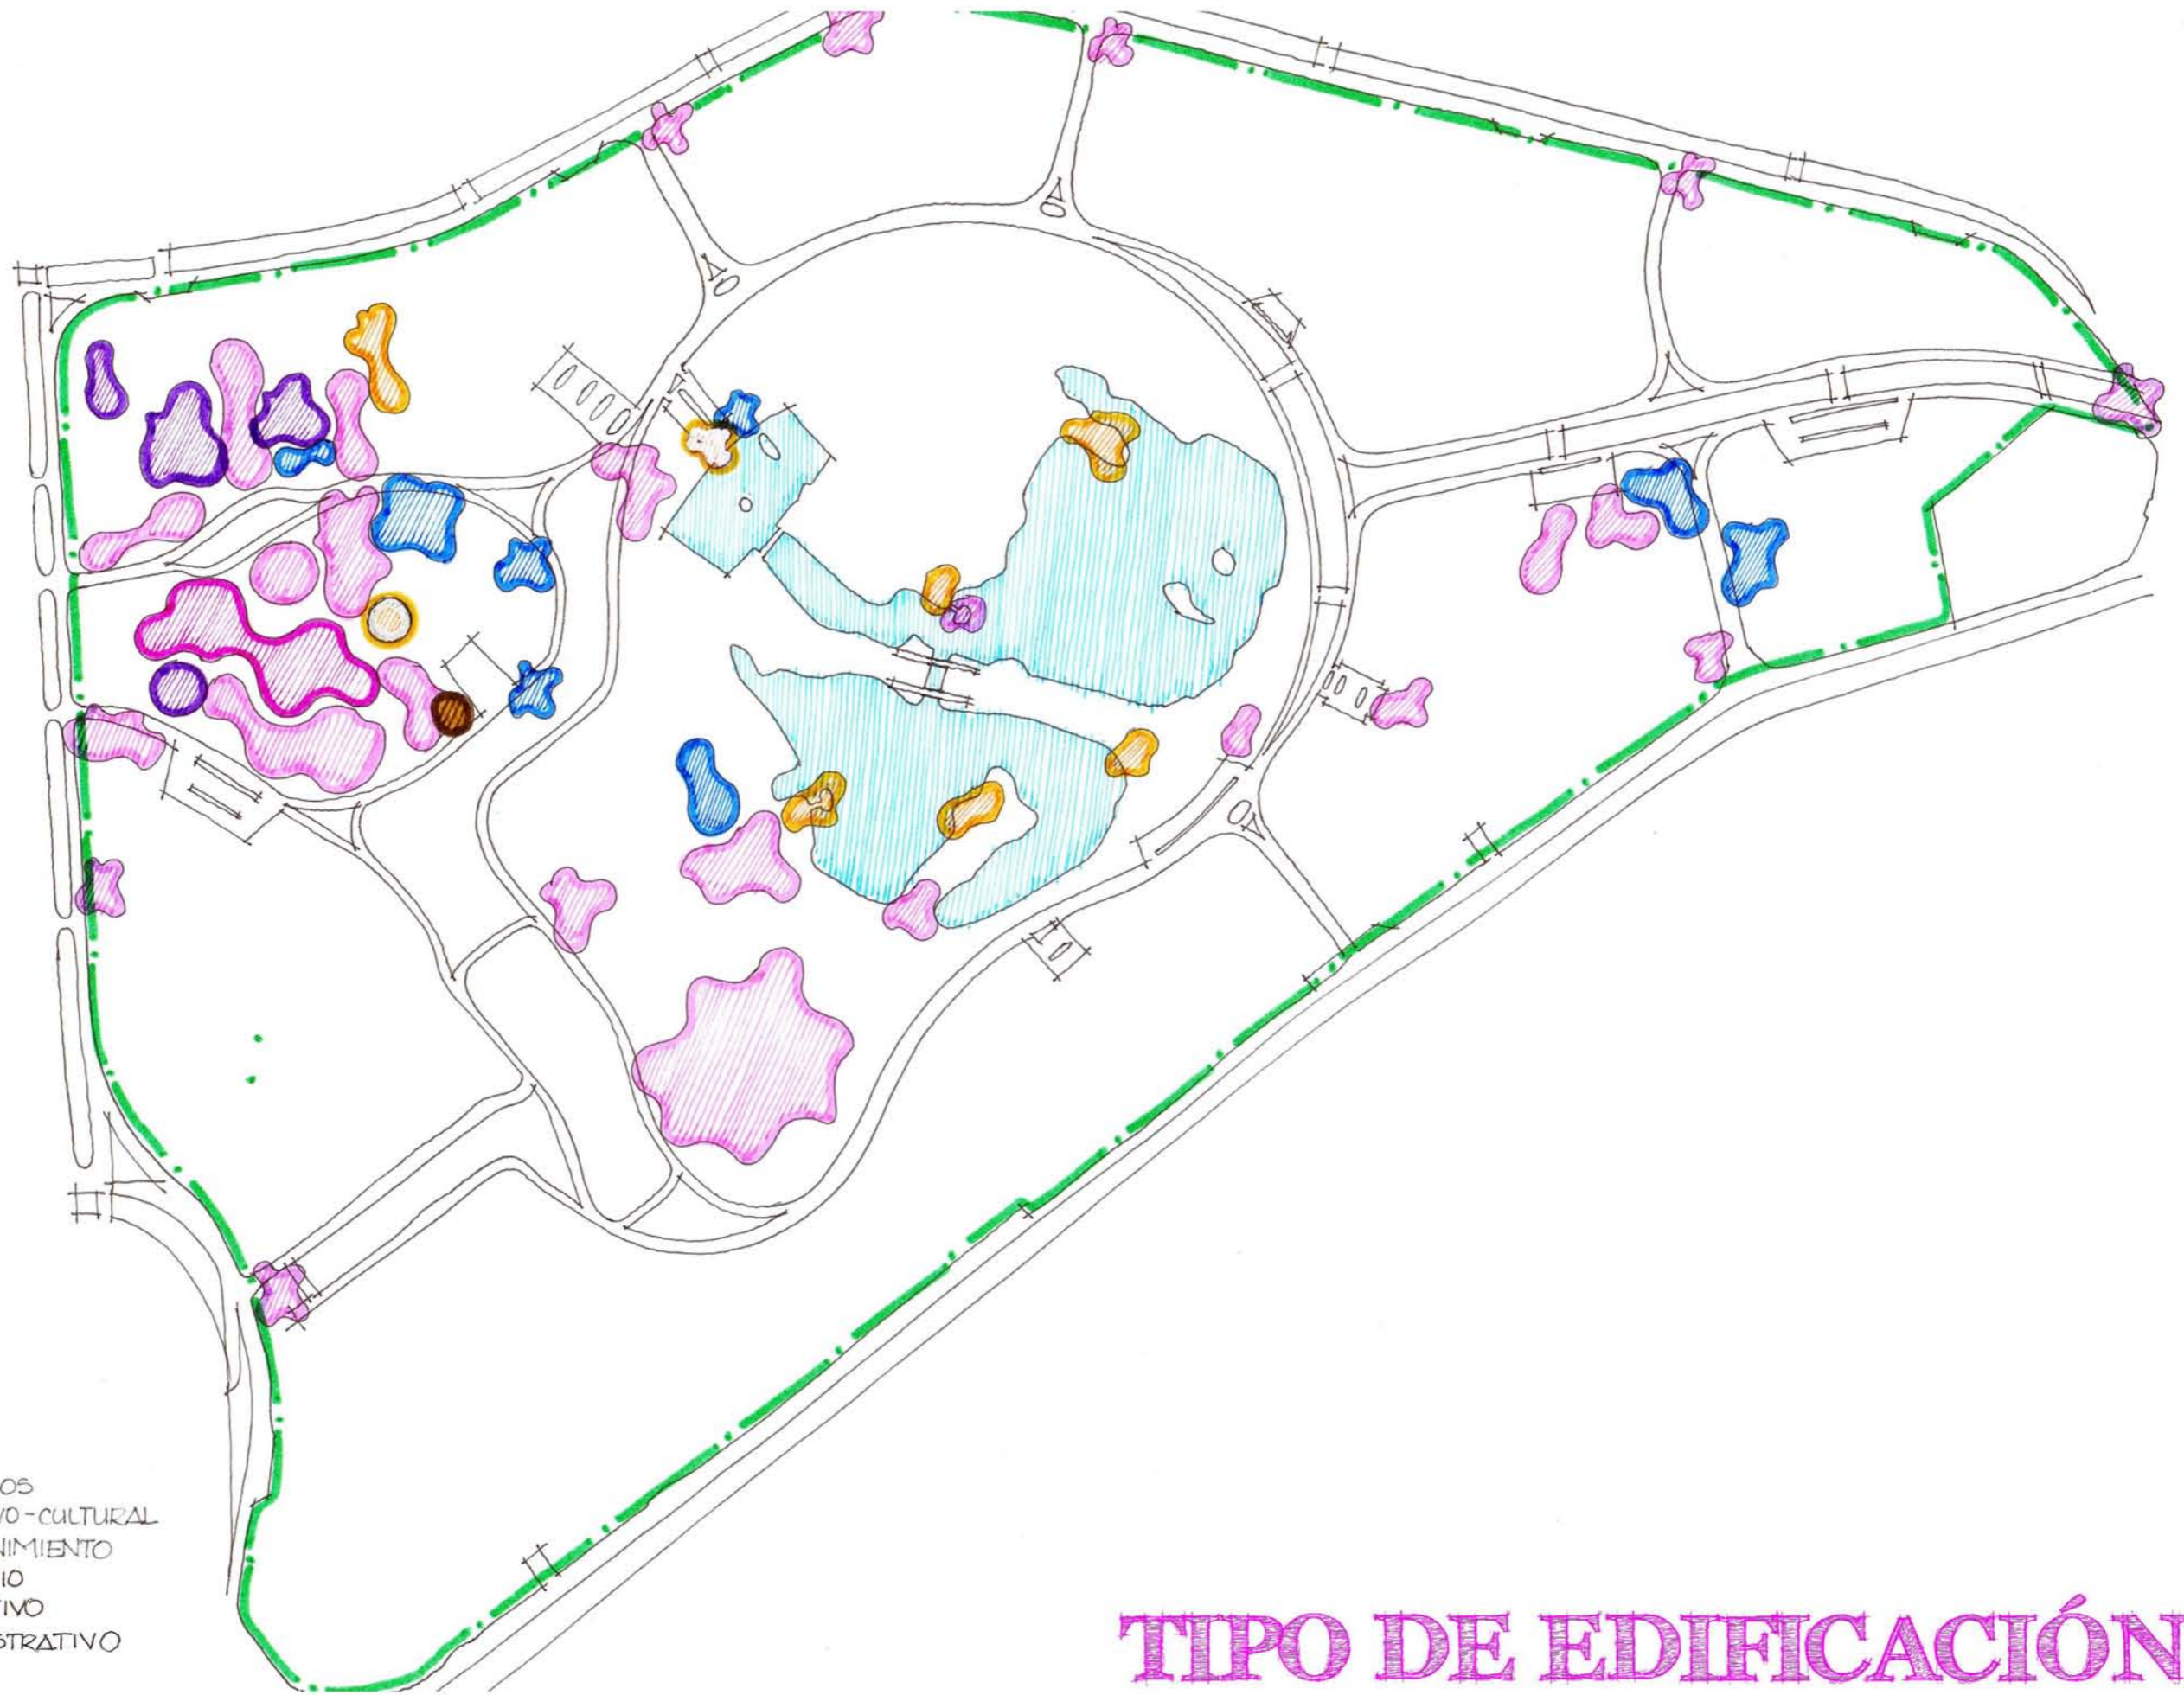 OS
VO-CULTURAL
NIMIENTO
IO
TIVO
STRATIVO
TIPO DE EDIFICACIÓN